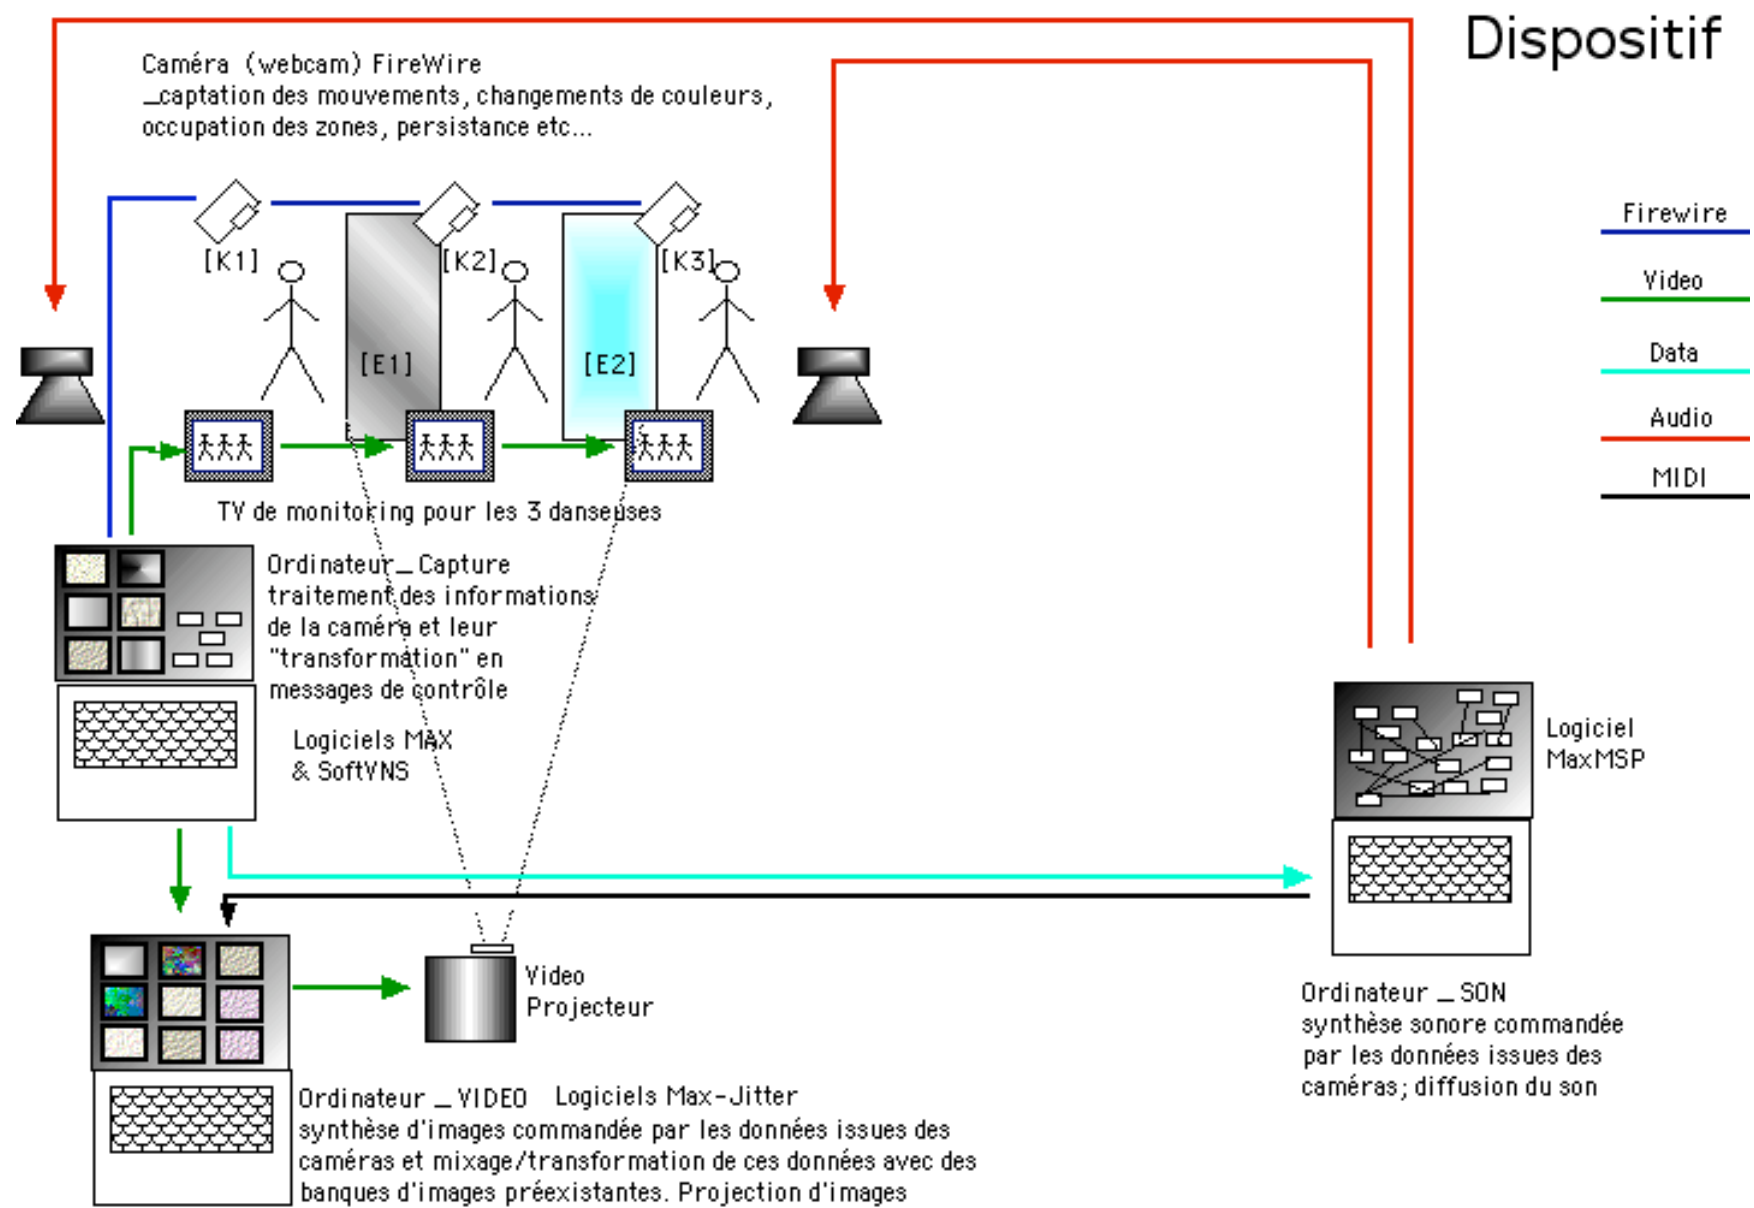 Dispositif
Caméra (webcam) FireWire
_captation des mouvements, changements de couleurs,
occupation des zones, persistance etc...
Firewire
Video
Data
Audio
MIDI
[K1]
[K2]
[K3]
[E1]
[E2]
TV de monitoring pour les 3 danseuses
Ordinateur_Capture
traitement des informations
de la caméra et leur
"transformation" en
messages de contrôle
Logiciels MAX
& SoftVNS
Logiciel
MaxMSP
Video
Projecteur
Ordinateur _ SON
synthèse sonore commandée
par les données issues des
caméras; diffusion du son
Ordinateur _ VIDEO Logiciels Max-Jitter
synthèse d'images commandée par les données issues des
caméras et mixage/transformation de ces données avec des
banques d'images préexistantes. Projection d'images